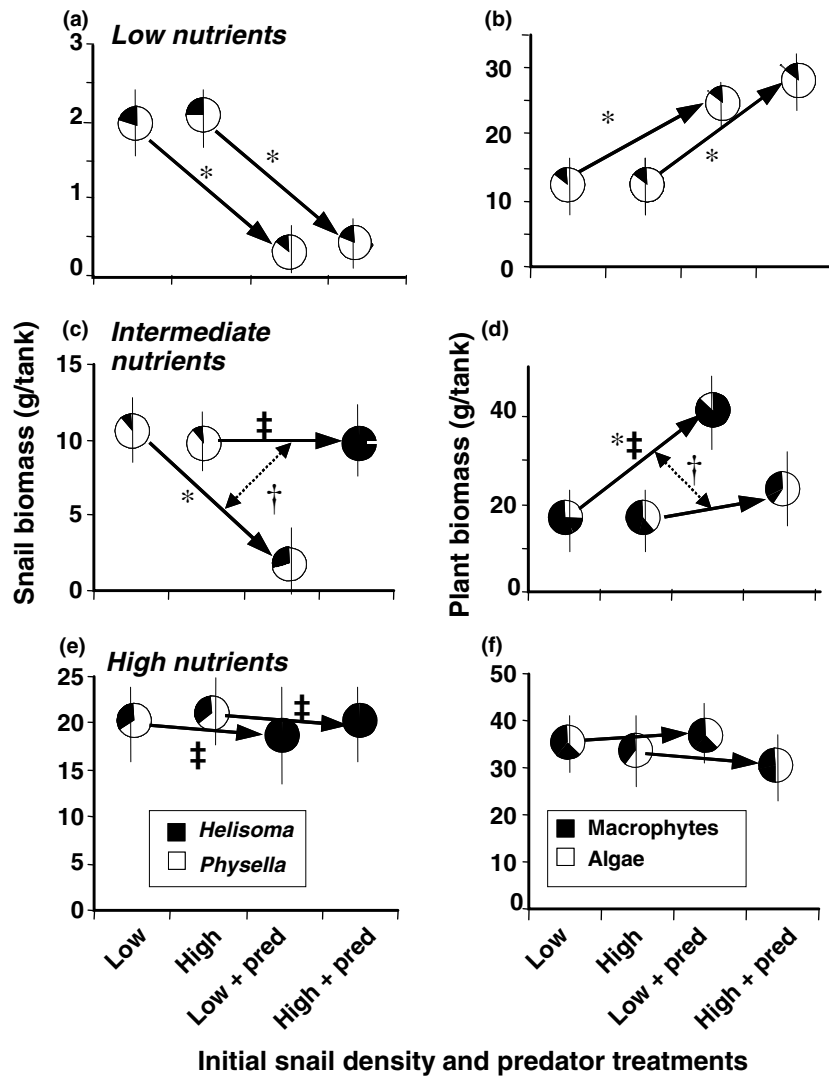 (a) Low nutrients
3
2
1
0
*
*
(b)
30
20
10
0
*
*
Snail biomass (g/tank)
(c) Intermediate
nutrients
15
10
5
0
‡
*
†
Plant biomass (g/tank)
(d)
40
20
0
*‡
†
(e) High nutrients
25
20
15
10
5
0
‡
‡
Helisoma
Physella
(f)
50
40
30
20
10
0
Macrophytes
Algae
Low
High
Low + pred
High + pred
Low
High
Low + pred
High + pred
Initial snail density and predator treatments